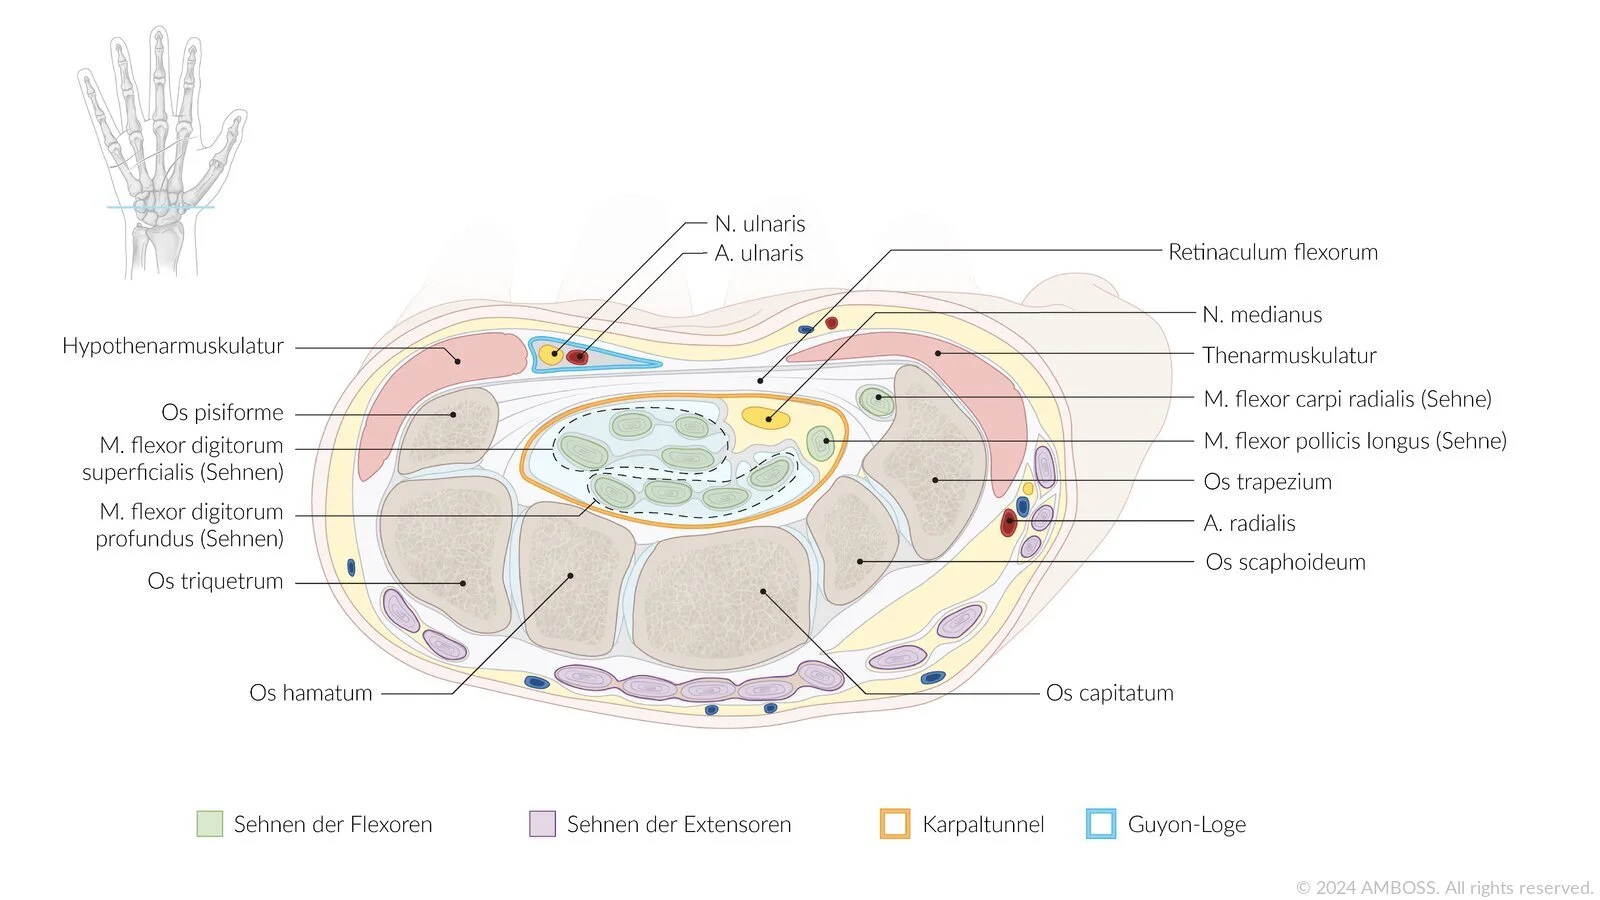 N. ulnaris
A. ulnaris
Retinaculum flexorum
N. medianus
Hypothenarmuskulatur
Thenarmuskulatur
M. flexor carpi radialis (Sehne)
Os pisiforme
M. flexor digitorum
superficialis (Sehnen)
M. flexor pollicis longus (Sehne)
Os trapezium
M. flexor digitorum
profundus (Sehnen)
A. radialis
Os scaphoideum
Os triquetrum
Os hamatum
Os capitatum
Sehnen der Flexoren
Sehnen der Extensoren
Karpaltunnel
Guyon-Loge
© 2024 AMBOSS. All rights reserved.